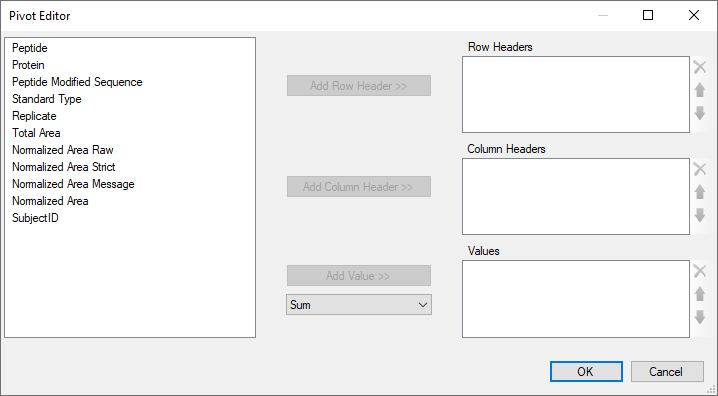 Pivot Editor
Peptide
Protein
Peptide Modified Sequence
Standard Type
Replicate
Total Area
Normalized Area Raw
Normalized Area Strict
Normalized Area Message
Normalized Area
SubjectID
Add Row Header >>
Add Column Header >>
Add Value >>
Sum
Row Headers
Column Headers
Values
OK
Cancel